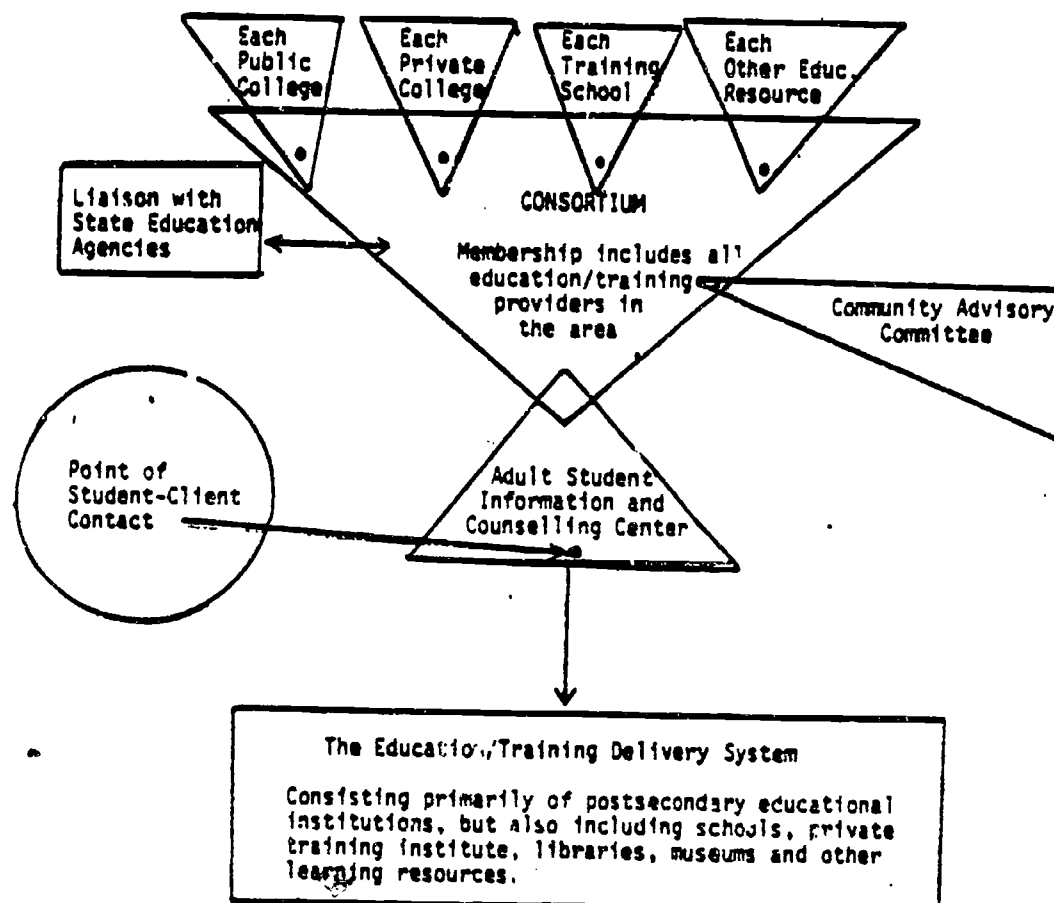 Each
Public
College
Each
Private
College
Each
Training
School
Each
Other Educ.
Resource
Liaison with
State Education
Agencies
CONSORTIUM
Membership includes all
education/training
providers in
the area
Community Advisory
Committee
Point of
Student-Client
Contact
Adult Student
Information and
Counselling Center
The Education/Training Delivery System
Consisting primarily of postsecondary educational
institutions, but also including schools, private
training institute, libraries, museums and other
learning resources.